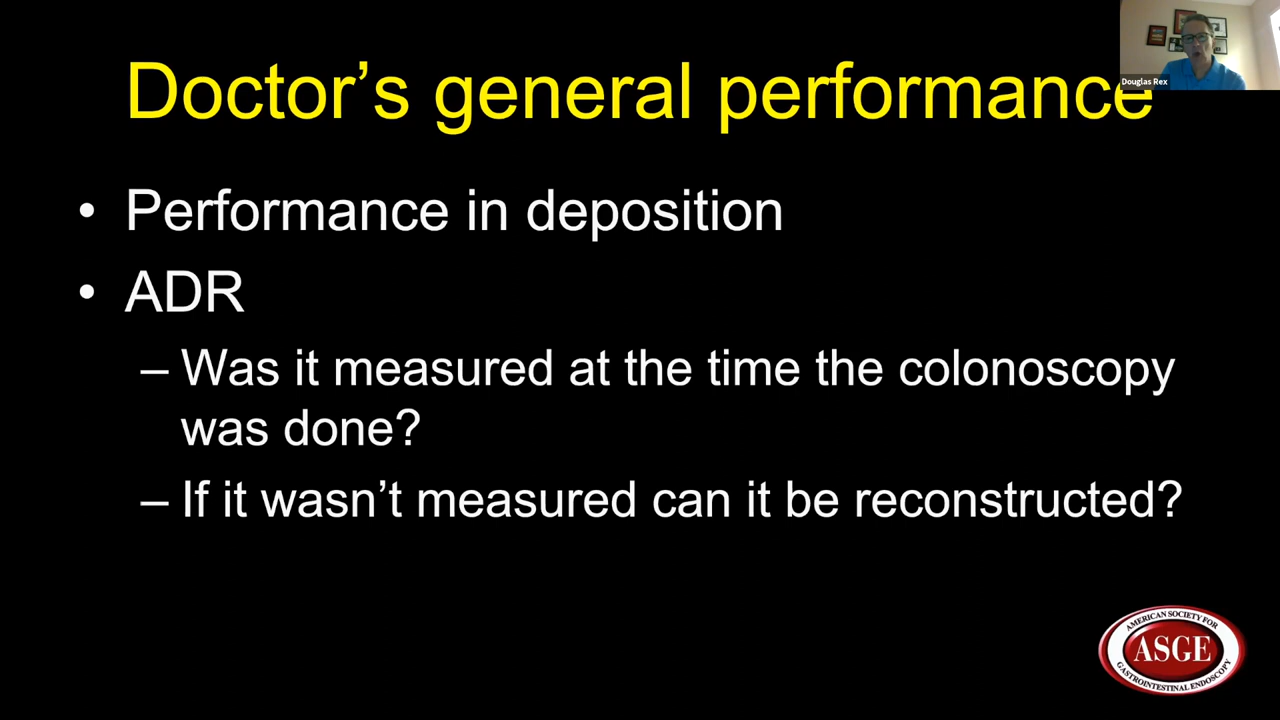 Doctor's general performance
Douglas Rex
• Performance in deposition
• ADR
– Was it measured at the time the colonoscopy
was done?
– If it wasn't measured can it be reconstructed?
AMERICAN SOCIETY FOR
ASGE
GASTROINTESTINAL ENDOSCOPY